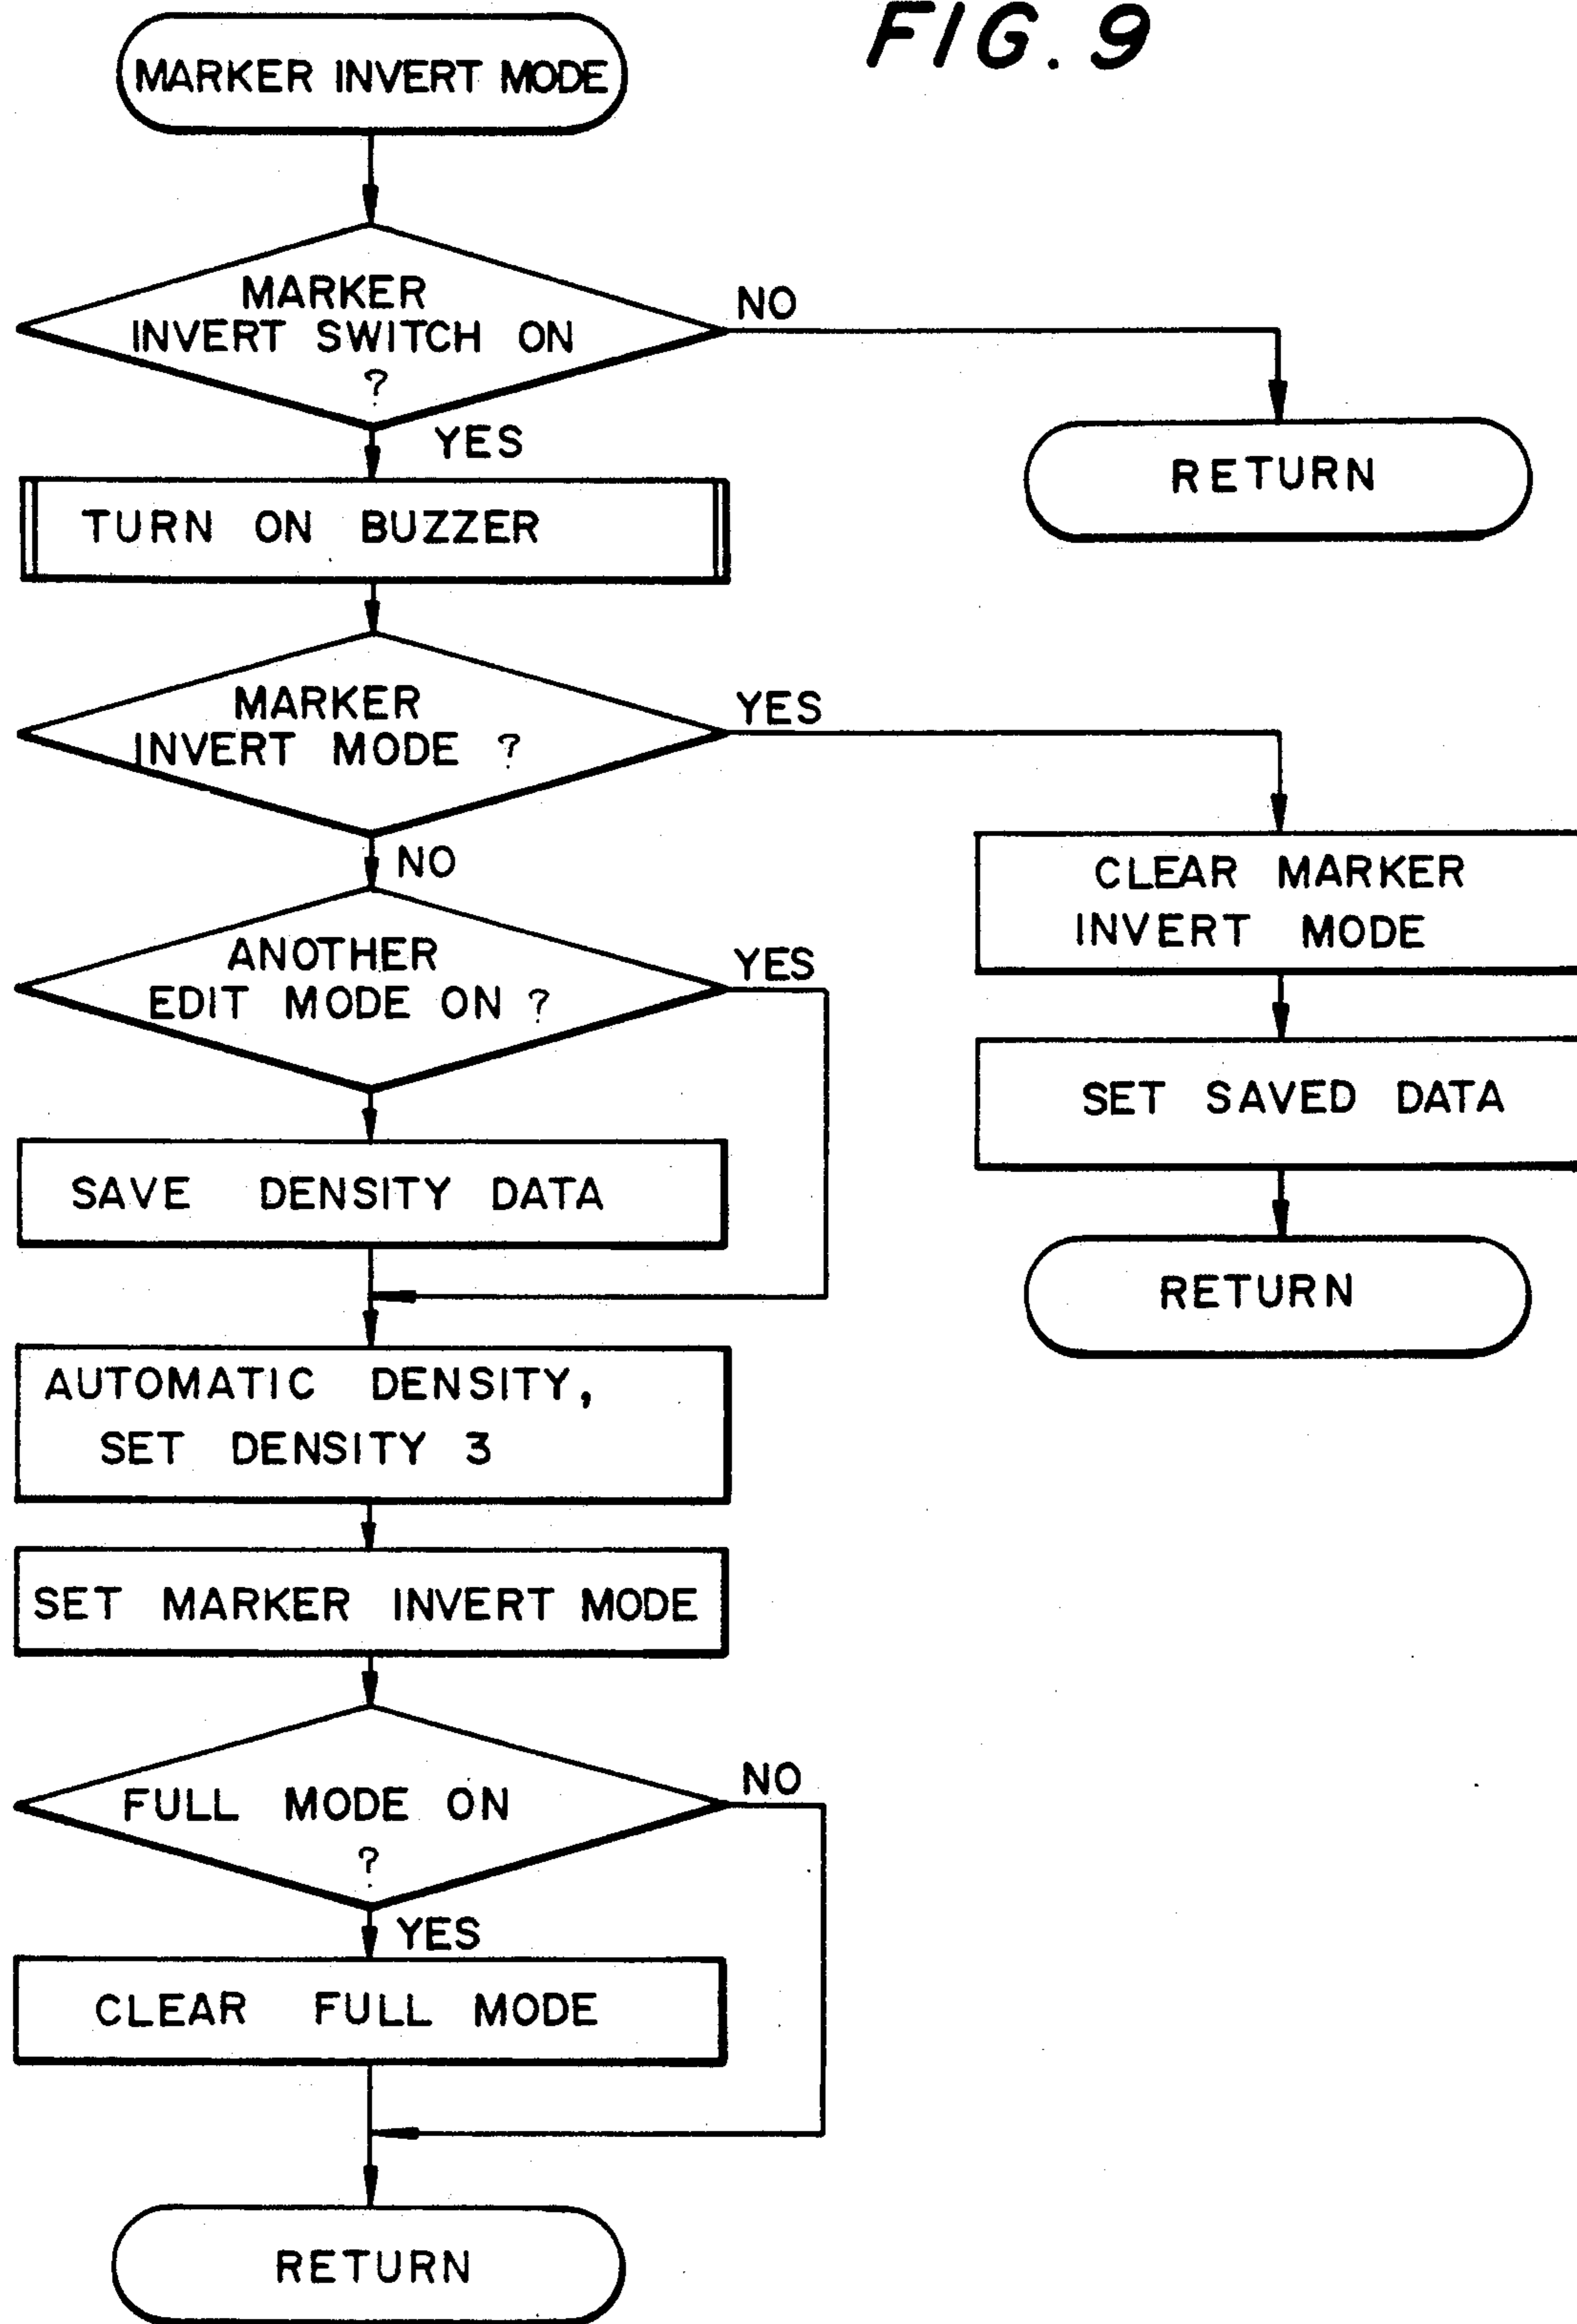 FIG. 9
MARKER INVERT MODE
MARKER
INVERT SWITCH ON
?
NO
RETURN
YES
TURN ON BUZZER
MARKER
INVERT MODE ?
YES
CLEAR MARKER
INVERT MODE
SET SAVED DATA
RETURN
NO
ANOTHER
EDIT MODE ON ?
YES
SAVE DENSITY DATA
AUTOMATIC DENSITY,
SET DENSITY 3
SET MARKER INVERT MODE
FULL MODE ON
?
NO
YES
CLEAR FULL MODE
RETURN